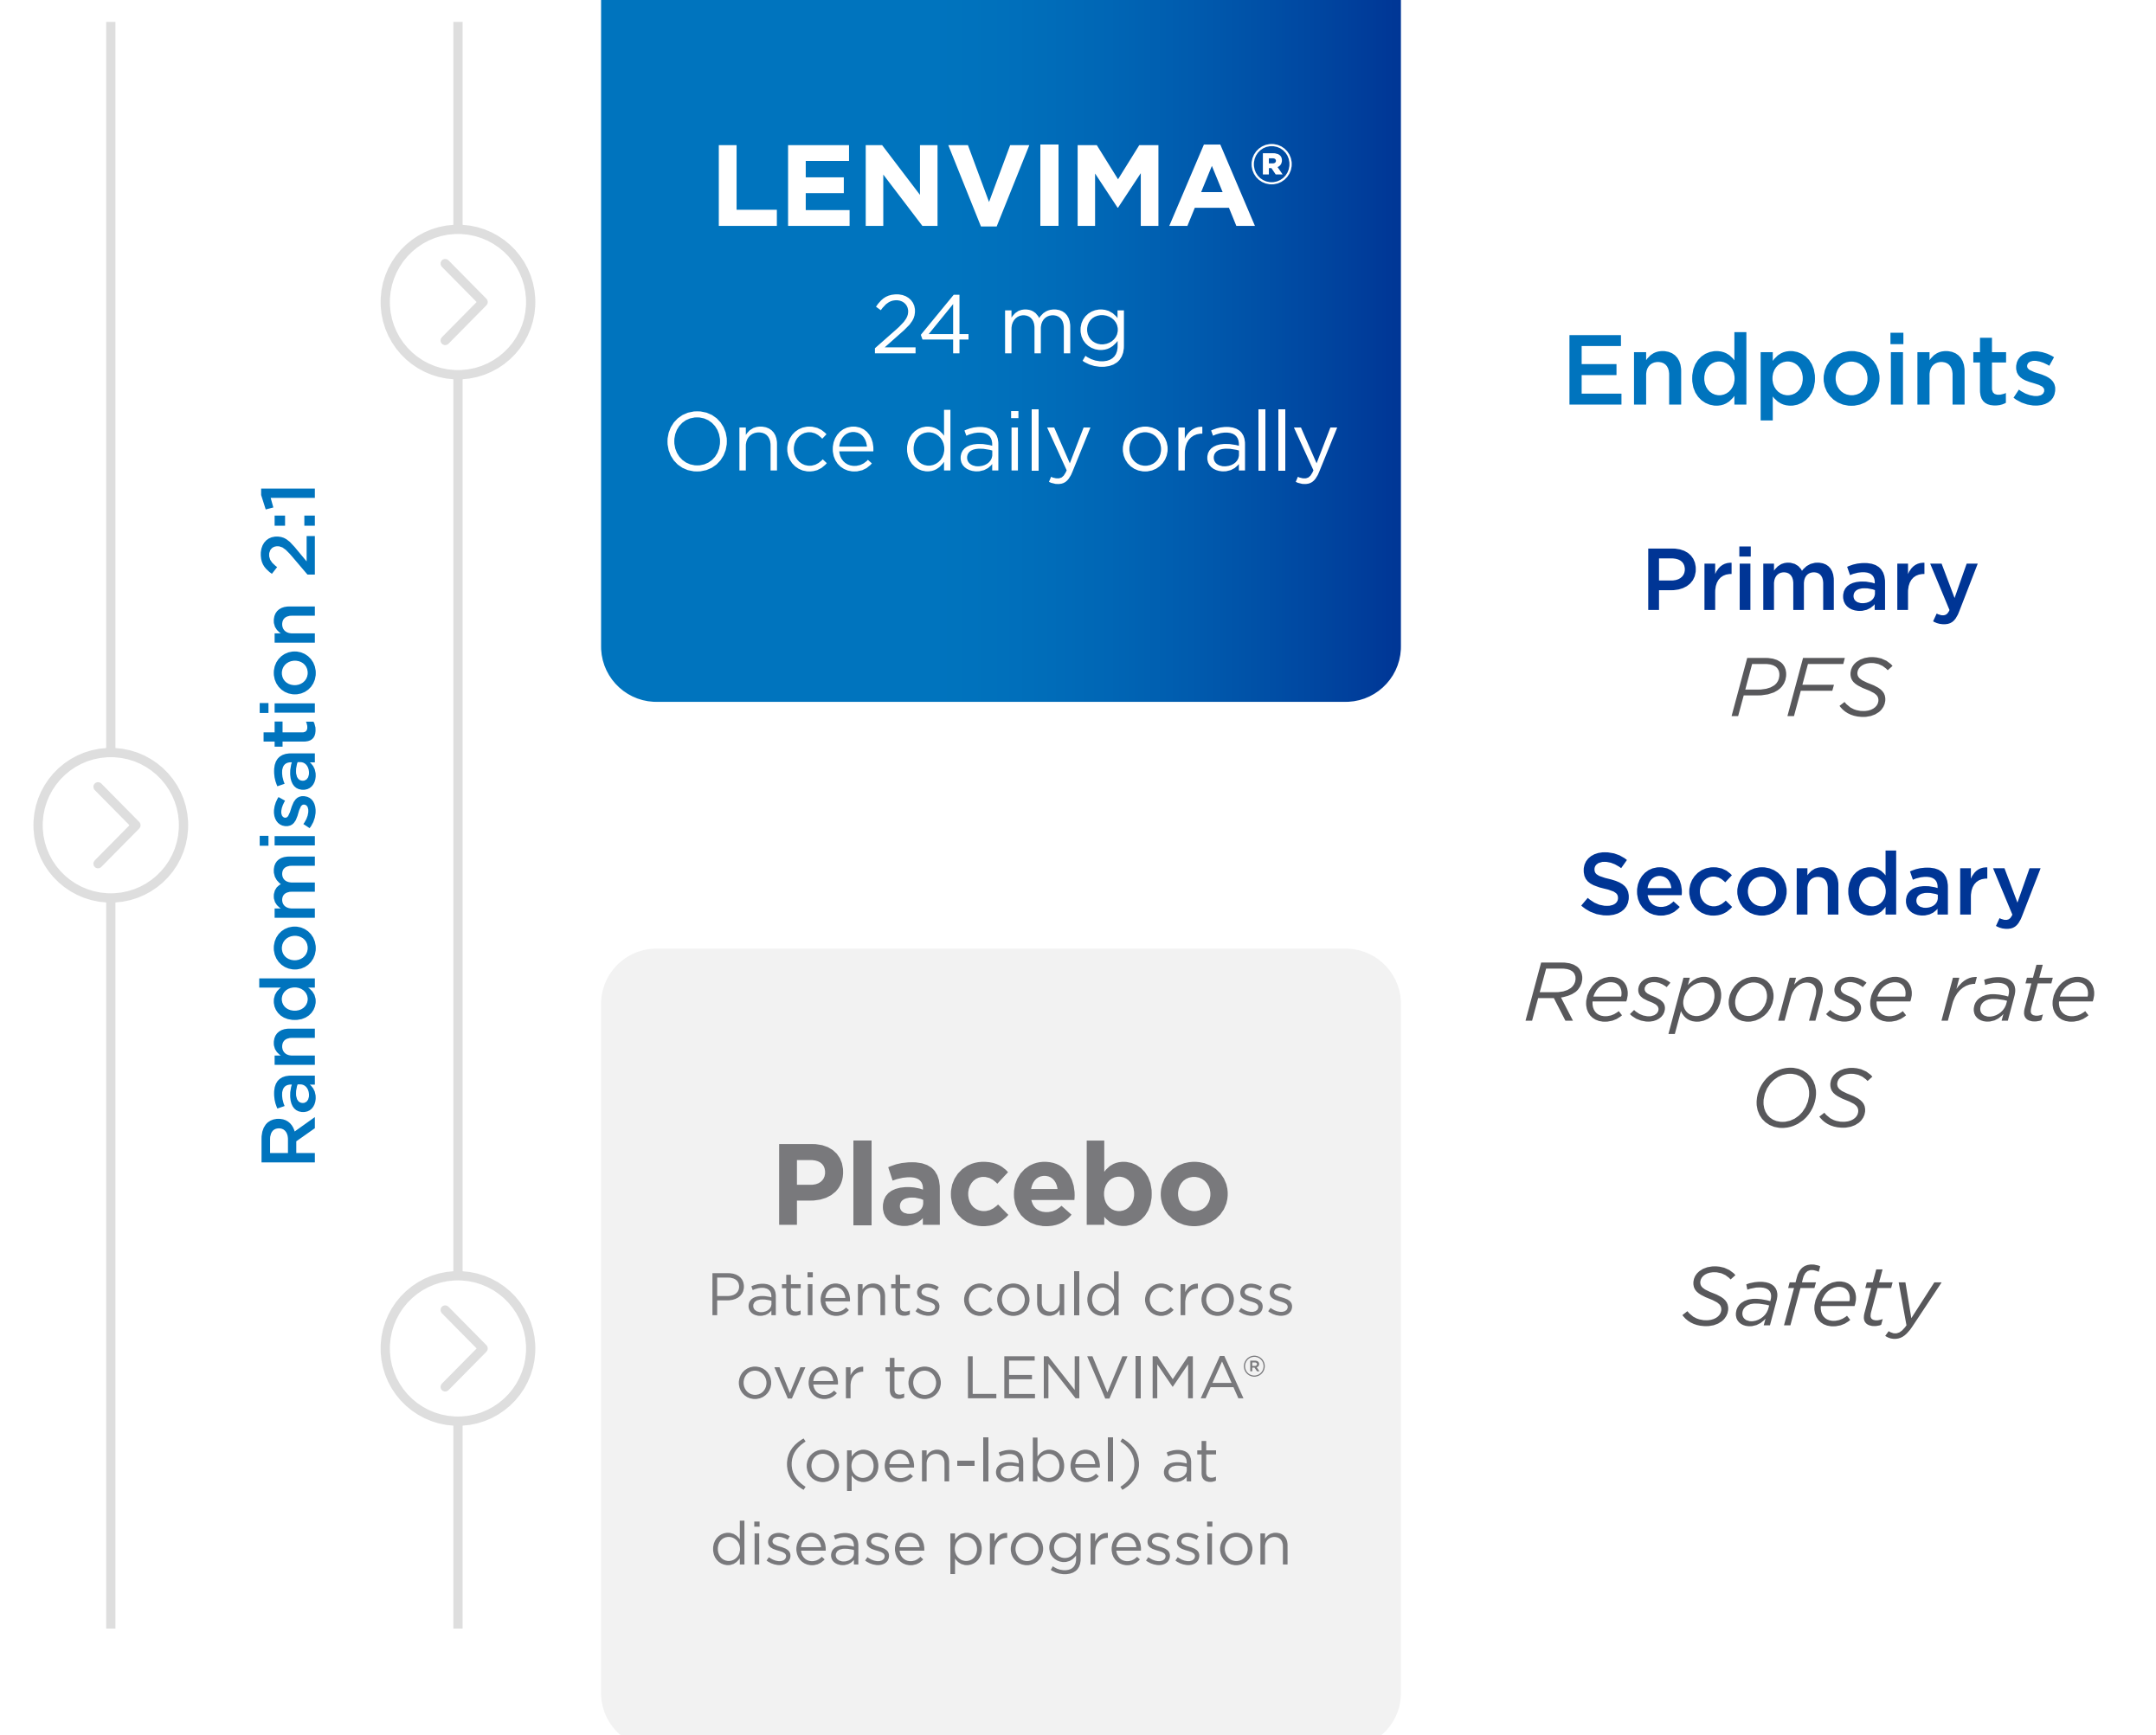 Randomisation 2:1
LENVIMA®
24 mg
Once daily orally
Placebo
Patients could cross
over to LENVIMA®
(open-label) at
disease progression
Endpoints
Primary
PFS
Secondary
Response rate
OS
Safety